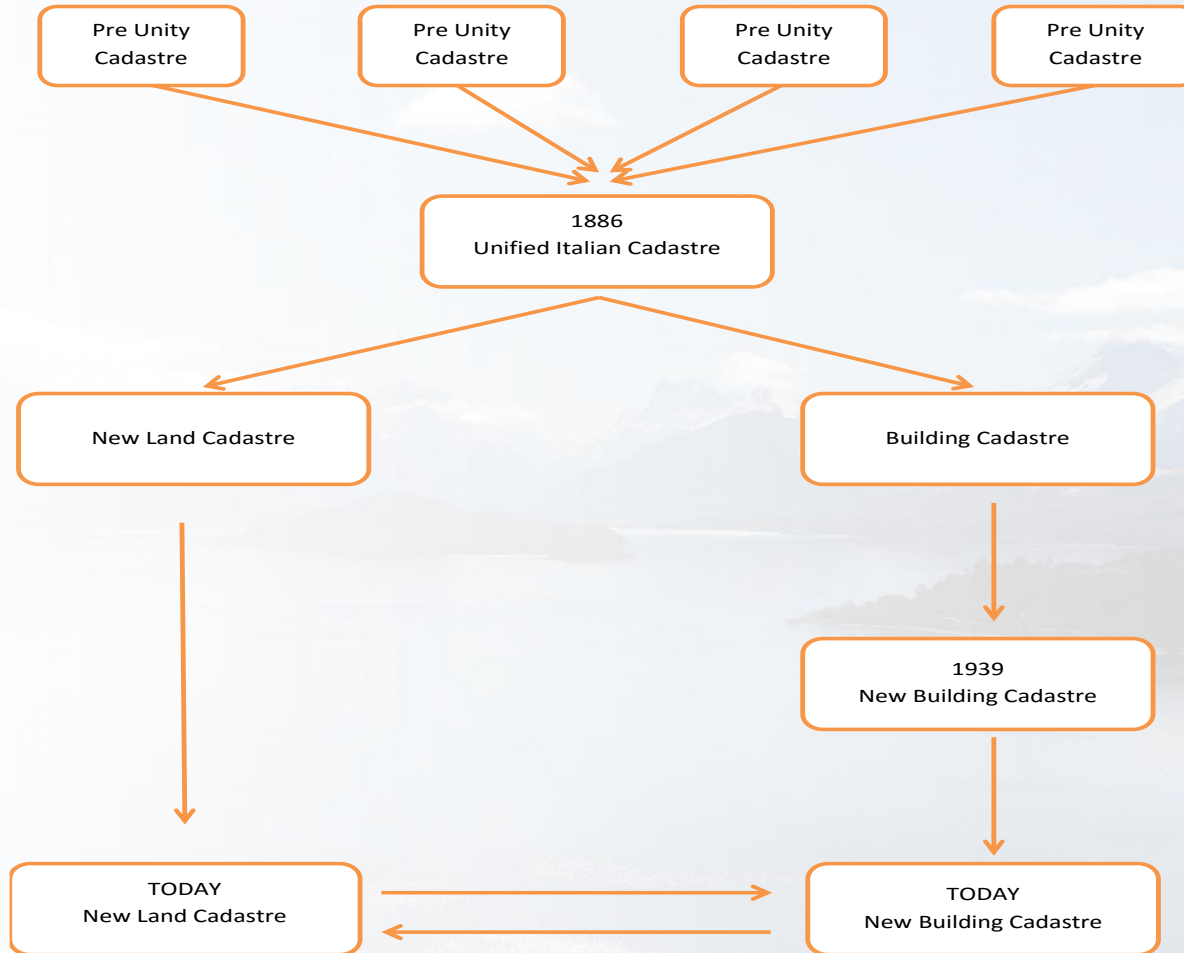 Pre Unity
Cadastre
Pre Unity
Cadastre
Pre Unity
Cadastre
Pre Unity
Cadastre
1886
Unified Italian Cadastre
New Land Cadastre
Building Cadastre
1939
New Building Cadastre
TODAY
New Land Cadastre
TODAY
New Building Cadastre